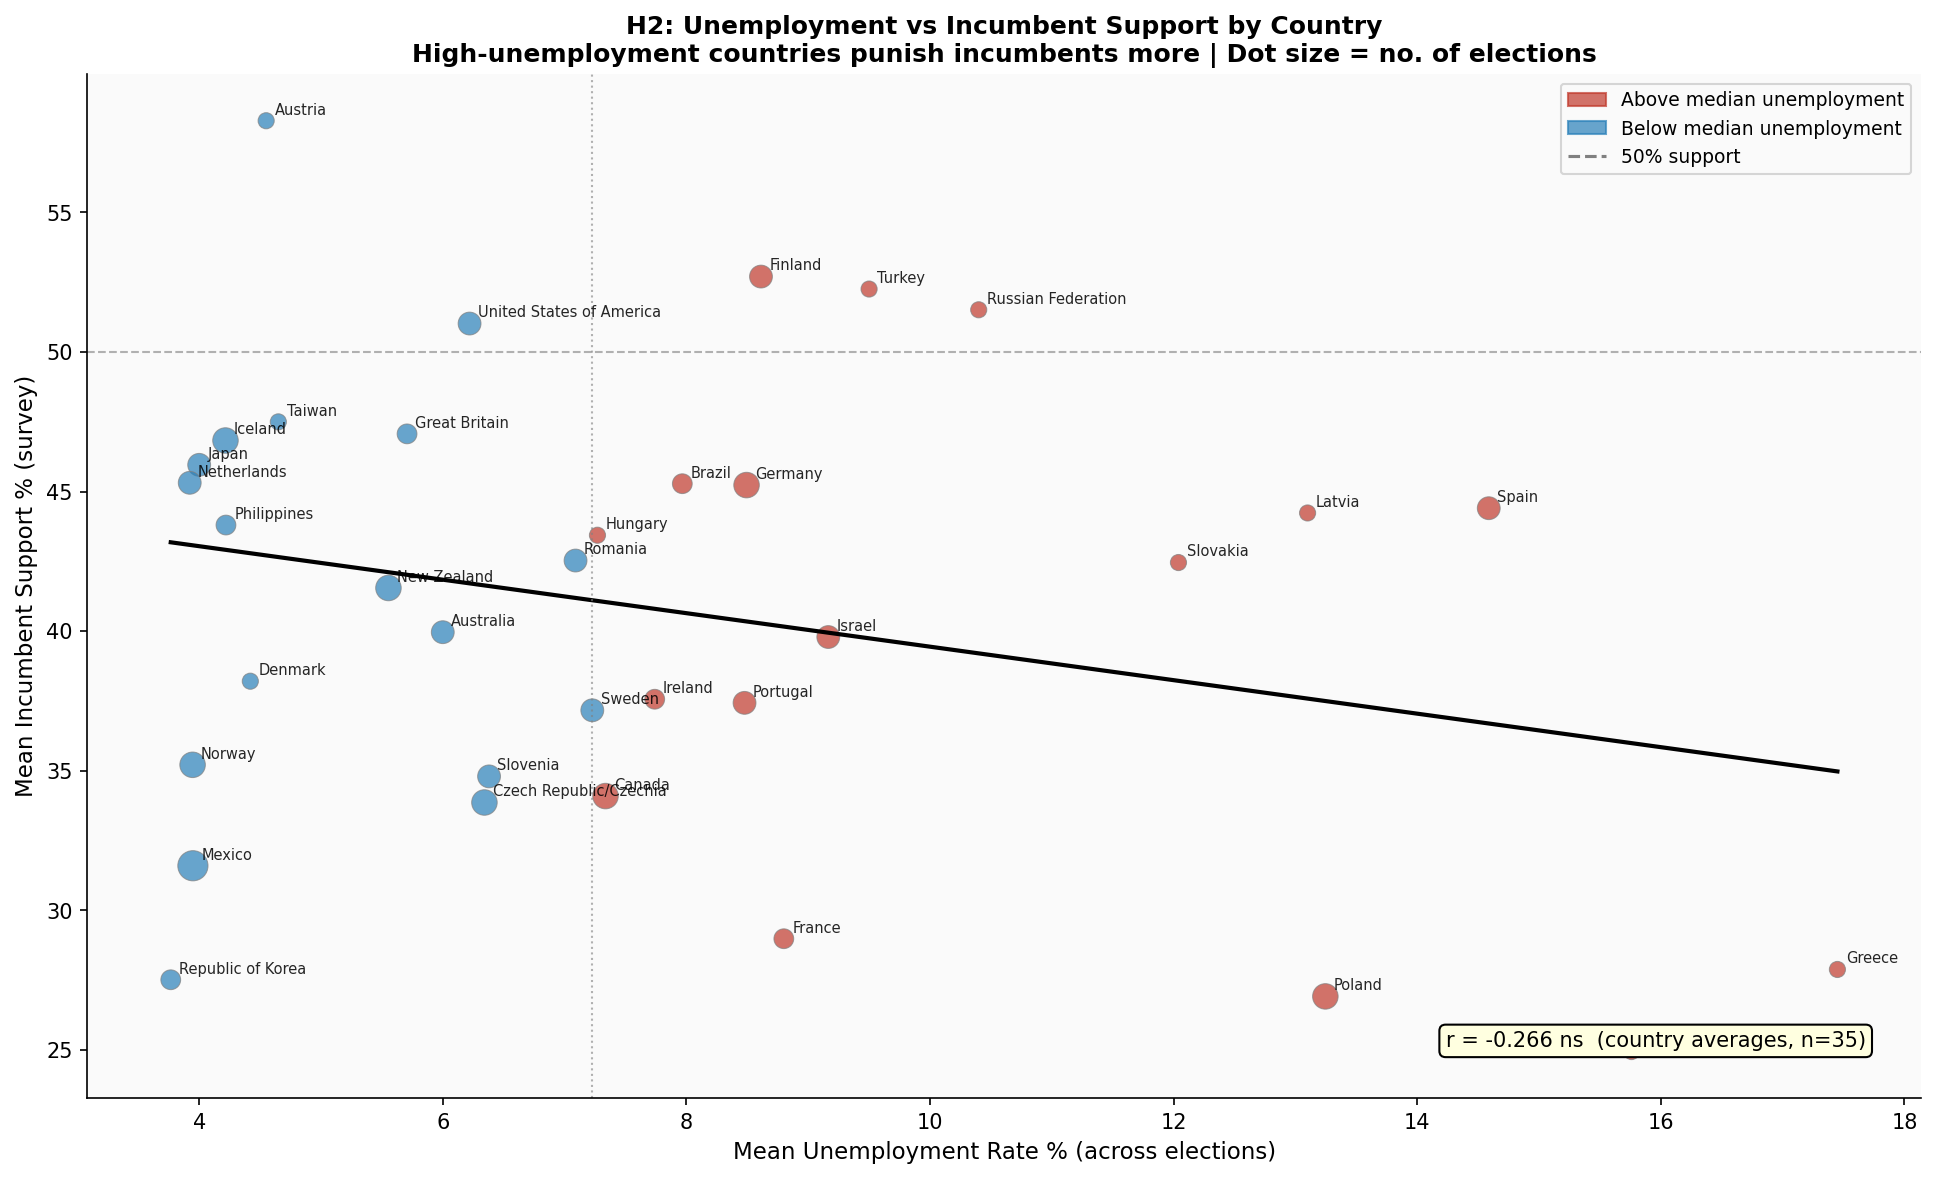 H2: Unemployment vs Incumbent Support by Country
High-unemployment countries punish incumbents more | Dot size = no. of elections
Above median unemployment
Below median unemployment
50% support
Mean Incumbent Support % (survey)
55
50
45
40
35
30
25
Austria
Finland
Turkey
Russian Federation
United States of America
Taiwan
Great Britain
Iceland
Japan
Netherlands
Brazil
Germany
Philippines
Hungary
Romania
Latvia
Spain
Slovakia
New Zealand
Australia
Israel
Denmark
Ireland
Sweden
Portugal
Norway
Slovenia
Czech Republic/Czechia
Canada
Mexico
France
Republic of Korea
Greece
Poland
r = -0.266 ns (country averages, n=35)
4
6
8
10
12
14
16
18
Mean Unemployment Rate % (across elections)